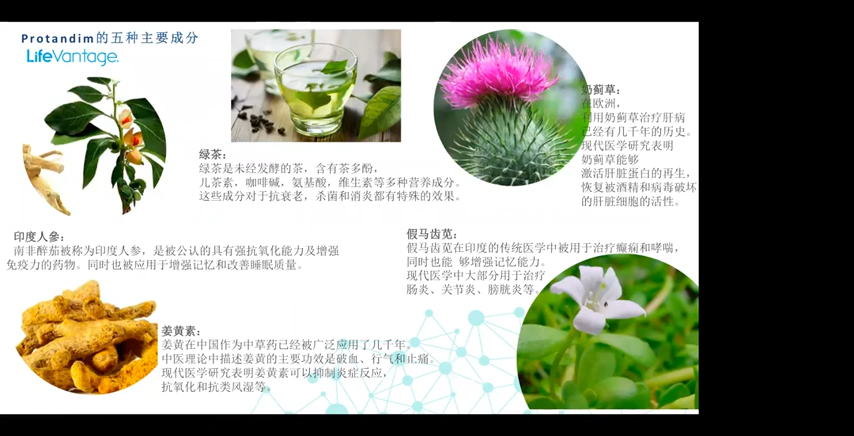 Protandim的五种主要成分
LifeVantage.
绿茶：
绿茶是未经发酵的茶，含有茶多酚，
儿茶素，咖啡碱，氨基酸，维生素等多种营养成分。
这些成分对于抗衰老，杀菌和消炎都有特殊的效果。
奶蓟草：
在欧洲，
利用奶蓟草治疗肝病
已经有几千年的历史。
现代医学研究表明
奶蓟草能够
激活肝脏蛋白的再生，
恢复被酒精和病毒破坏
的肝脏细胞的活性。
印度人参：
南非醉茄被称为印度人参，是被公认的具有强抗氧化能力及增强
免疫力的药物。同时也被应用于增强记忆和改善睡眠质量。
假马齿苋：
假马齿苋在印度的传统医学中被用于治疗癫痫和哮喘，
同时也能 够增强记忆能力。
现代医学中大部分用于治疗
肠炎、关节炎、膀胱炎等。
姜黄素：
姜黄在中国作为中草药已经被广泛应用了几千年。
中医理论中描述姜黄的主要功效是破血、行气和止痛。
现代医学研究表明姜黄素可以抑制炎症反应，
抗氧化和抗类风湿等。